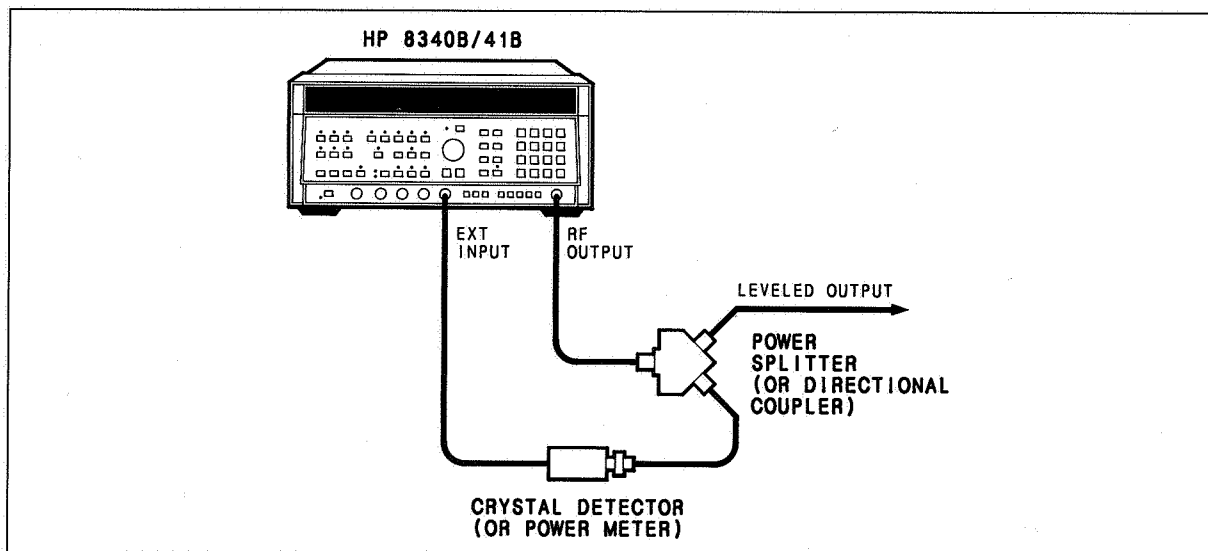 HP 8340B/41B
EXT
INPUT
RF
OUTPUT
LEVELED OUTPUT
POWER
SPLITTER
(OR DIRECTIONAL
COUPLER)
CRYSTAL DETECTOR
(OR POWER METER)